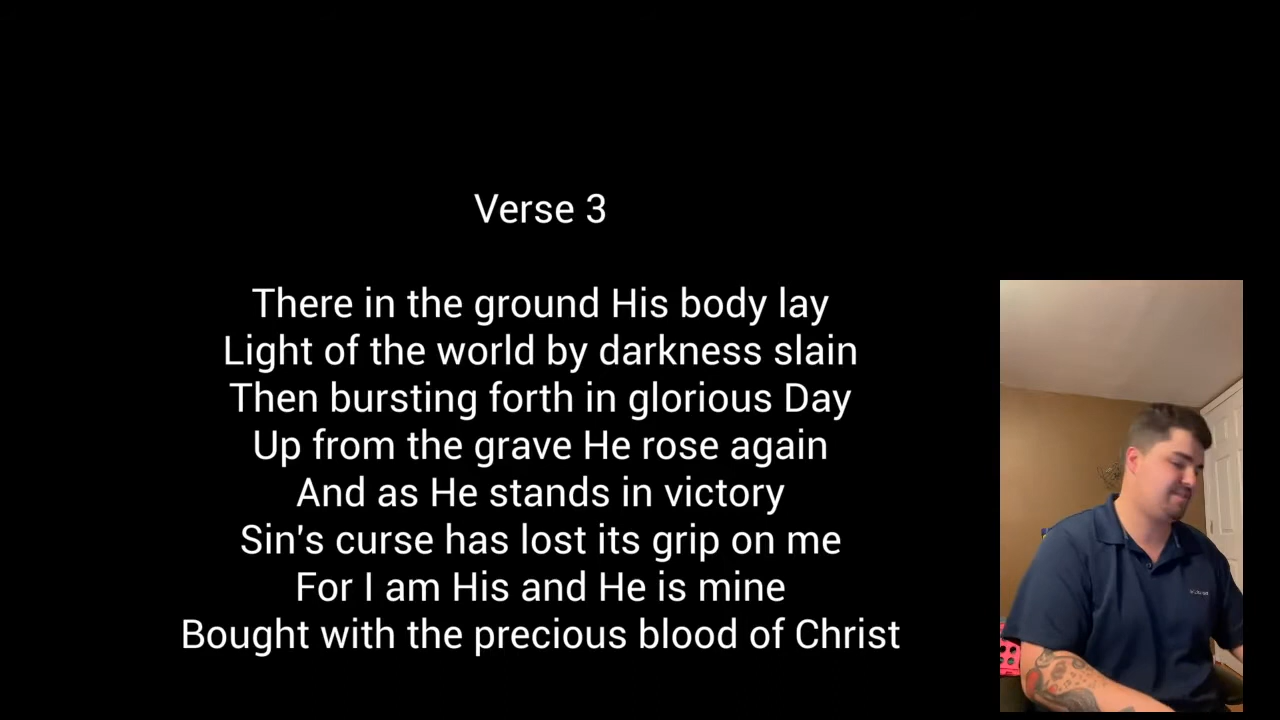 Verse 3
There in the ground His body lay
Light of the world by darkness slain
Then bursting forth in glorious Day
Up from the grave He rose again
And as He stands in victory
Sin's curse has lost its grip on me
For I am His and He is mine
Bought with the precious blood of Christ